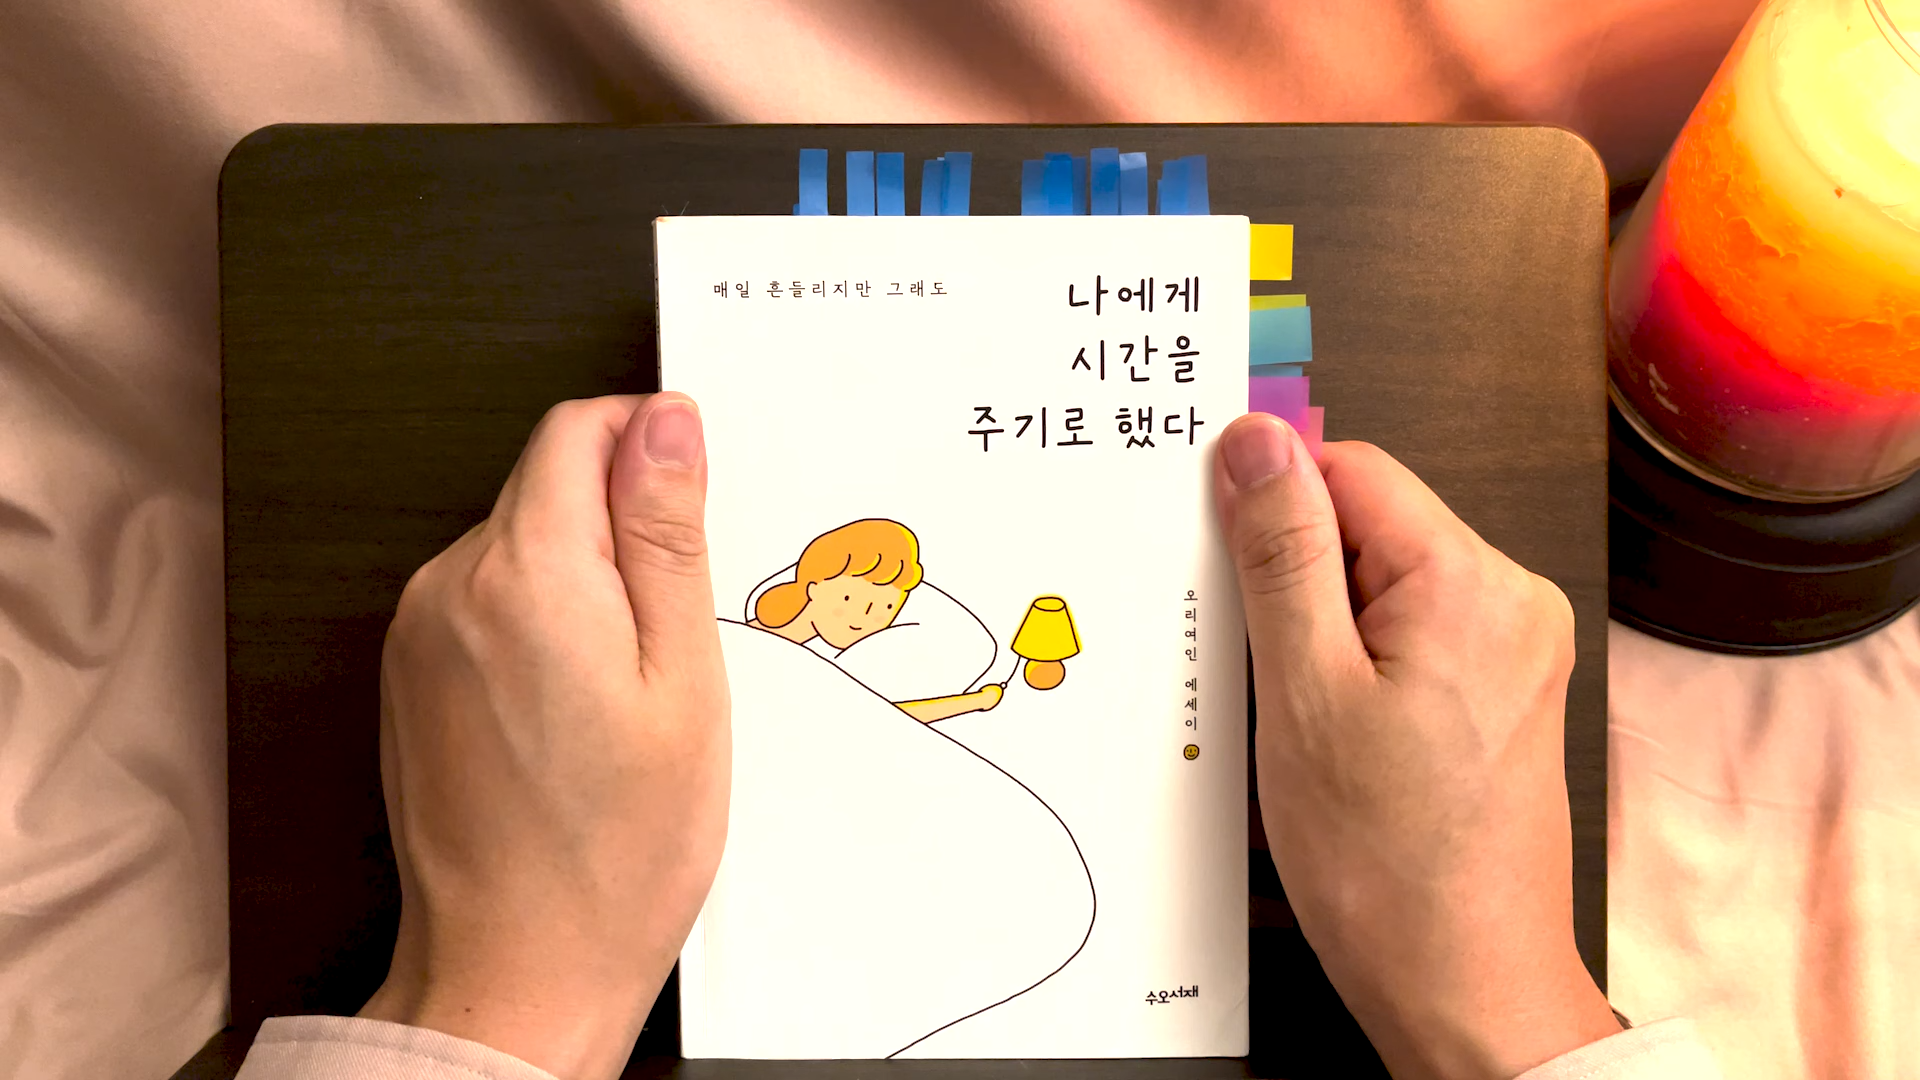 매일 흔들리지만 그래도
나에게
시간을
주기로 했다
오리여인 에세이
수오서재